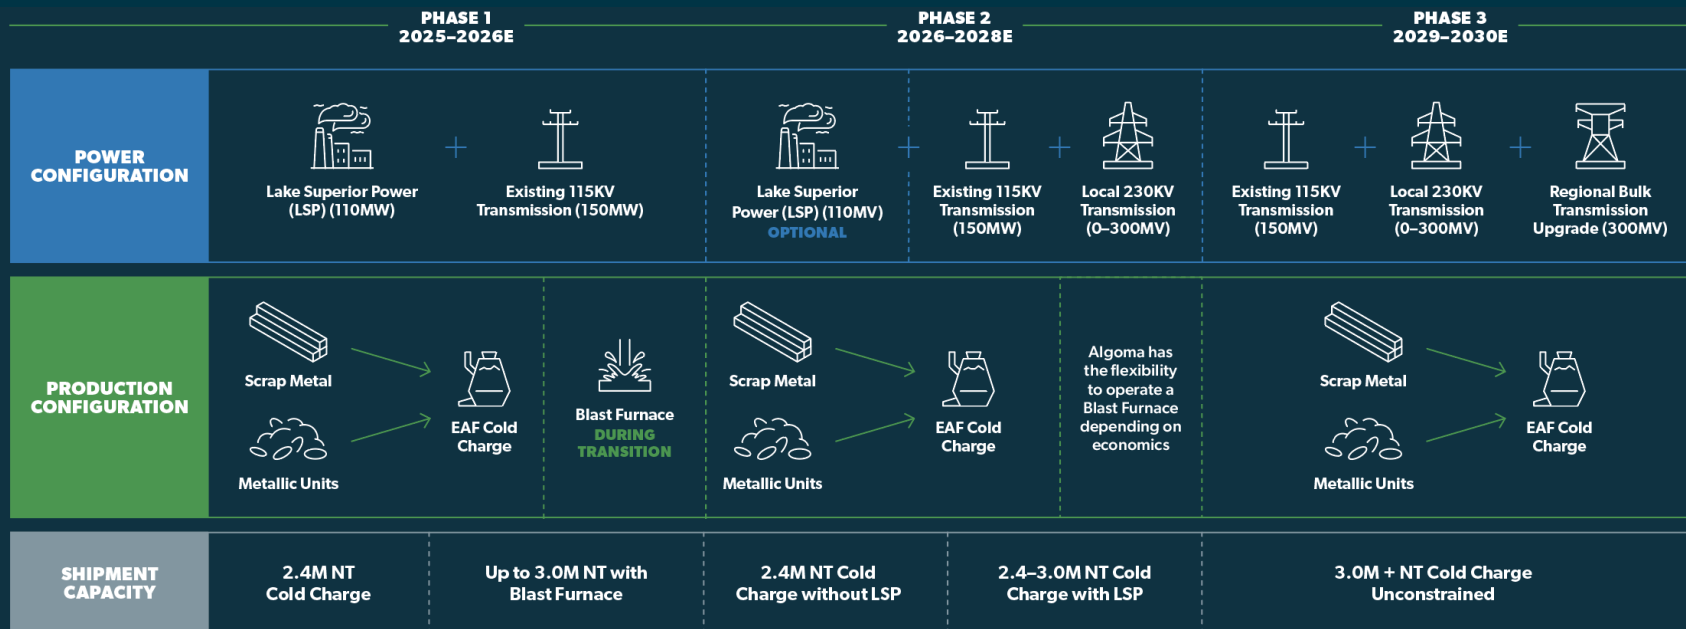 PHASE 1
2025–2026E
PHASE 2
2026–2028E
PHASE 3
2029–2030E
POWER
CONFIGURATION
Lake Superior Power
(LSP) (110MW)
Existing 115KV
Transmission (150MW)
Lake Superior
Power (LSP) (110MV)
OPTIONAL
Existing 115KV
Transmission
(150MW)
Local 230KV
Transmission
(0–300MV)
Existing 115KV
Transmission
(150MV)
Local 230KV
Transmission
(0–300MV)
Regional Bulk
Transmission
Upgrade (300MV)
PRODUCTION
CONFIGURATION
Scrap Metal
Metallic Units
EAF Cold
Charge
Blast Furnace
DURING
TRANSITION
Scrap Metal
Metallic Units
EAF Cold
Charge
Algoma has
the flexibility
to operate a
Blast Furnace
depending on
economics
Scrap Metal
Metallic Units
EAF Cold
Charge
SHIPMENT
CAPACITY
2.4M NT
Cold Charge
Up to 3.0M NT with
Blast Furnace
2.4M NT Cold
Charge without LSP
2.4–3.0M NT Cold
Charge with LSP
3.0M + NT Cold Charge
Unconstrained